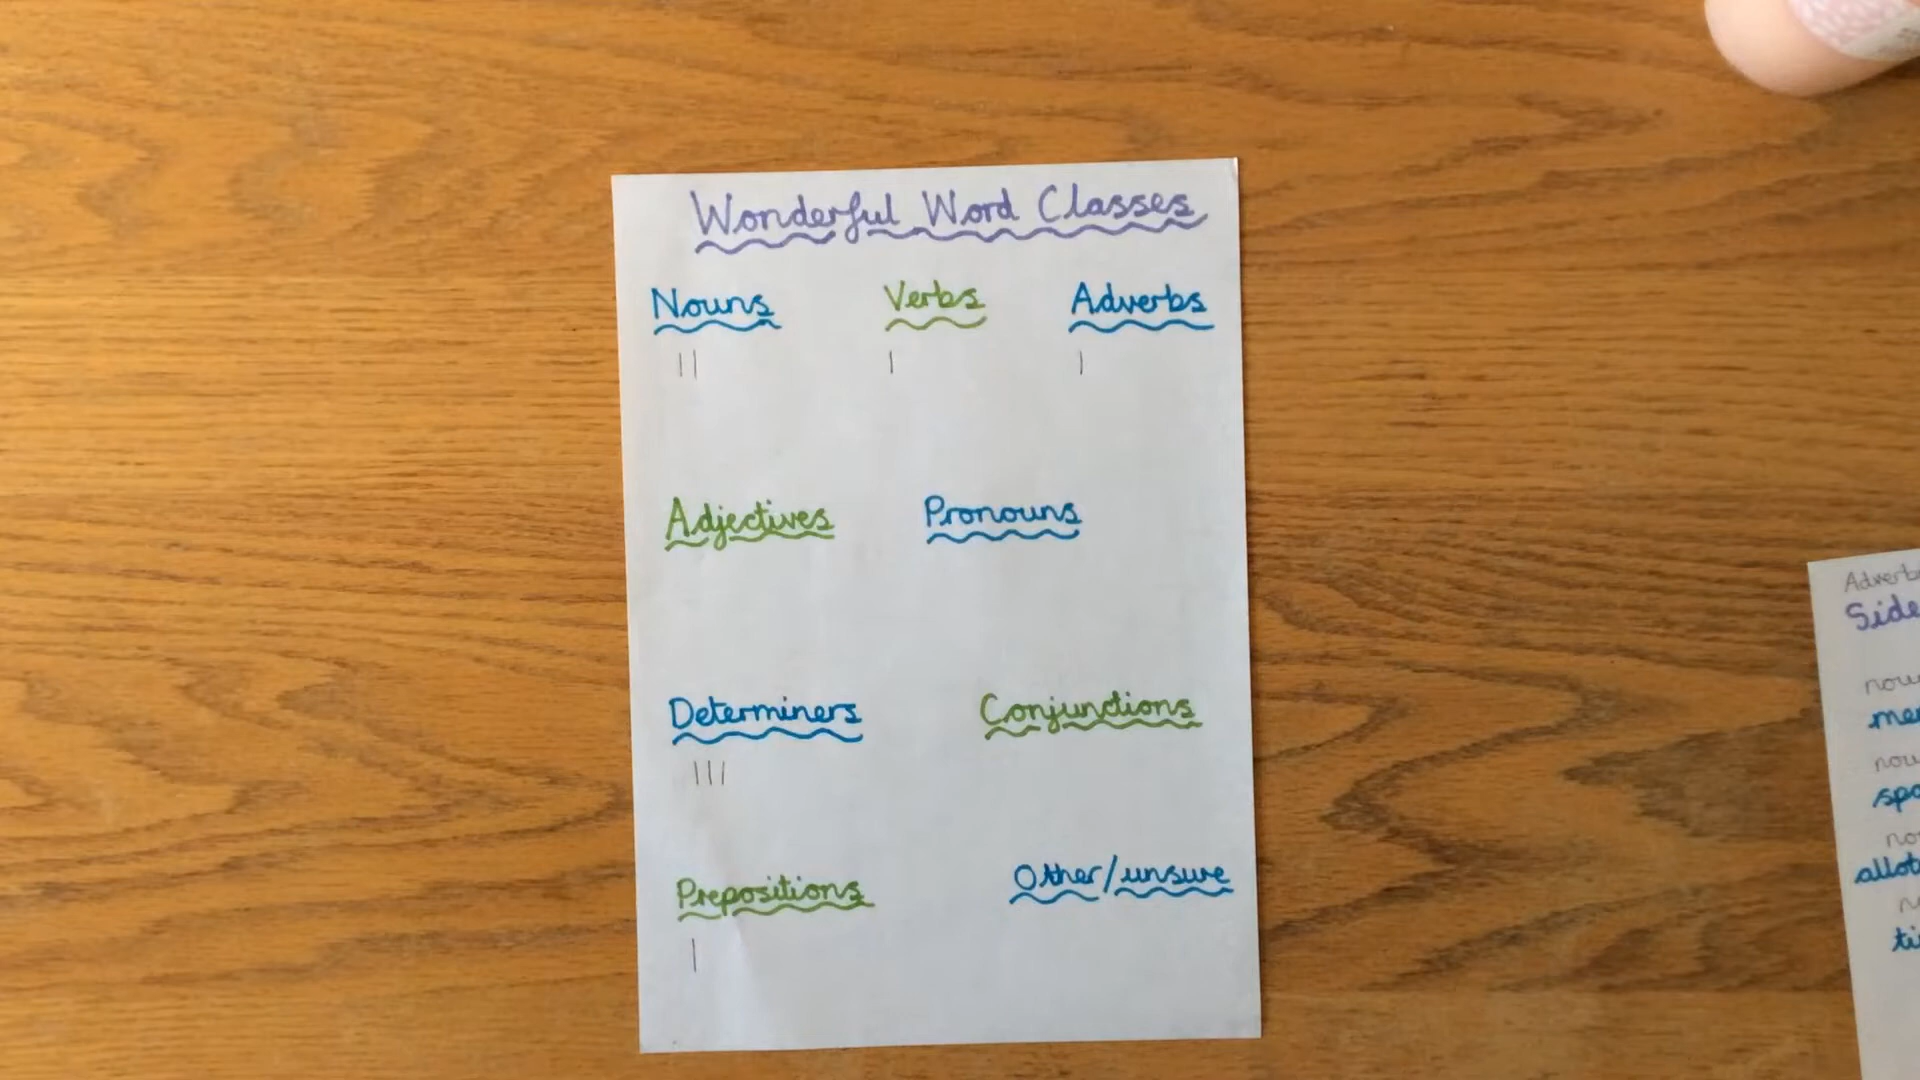 Wonderful Word Classes
Nouns Verbs Adverbs
|| | |
Adjectives Pronouns
Determiners Conjunctions
|||
Prepositions Other/unsure
|